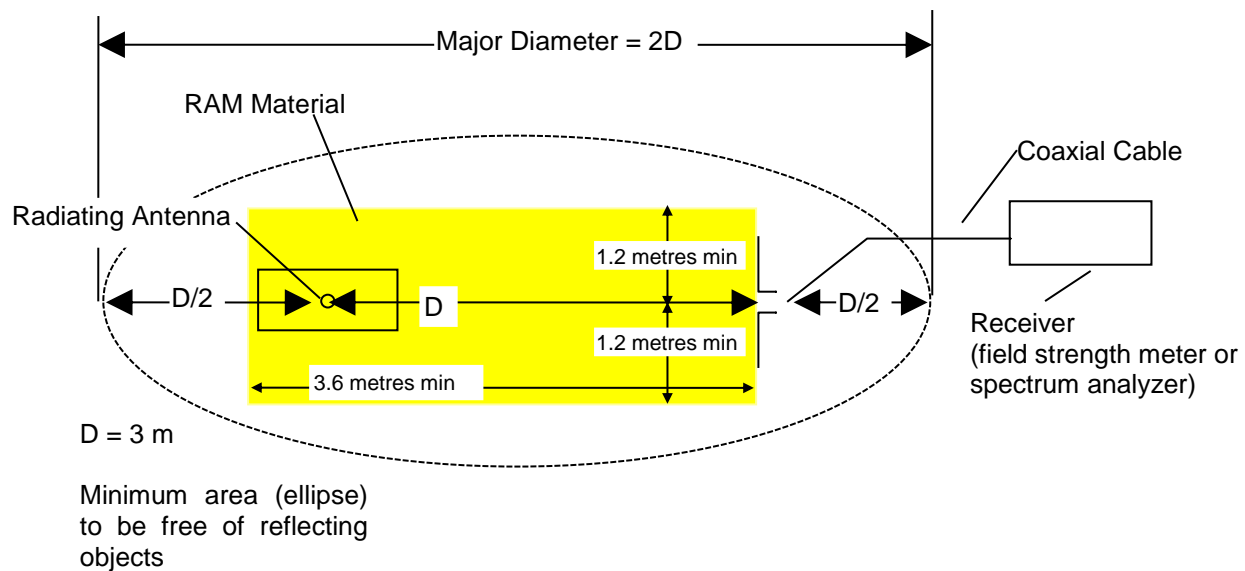 Major Diameter = 2D
RAM Material
Coaxial Cable
Radiating Antenna
1.2 metres min
D/2
D
D/2
1.2 metres min
Receiver
(field strength meter or
spectrum analyzer)
3.6 metres min
D = 3 m
Minimum area (ellipse)
to be free of reflecting
objects